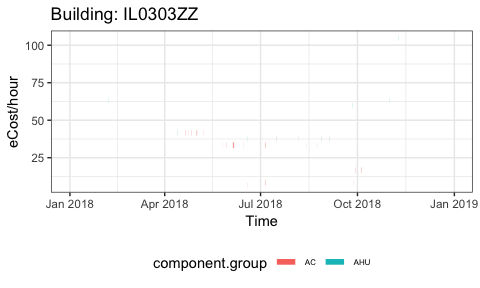 Building: IL0303ZZ
eCost/hour
100
75
50
25
Jan 2018 Apr 2018 Jul 2018 Oct 2018 Jan 2019
Time
component.group AC AHU